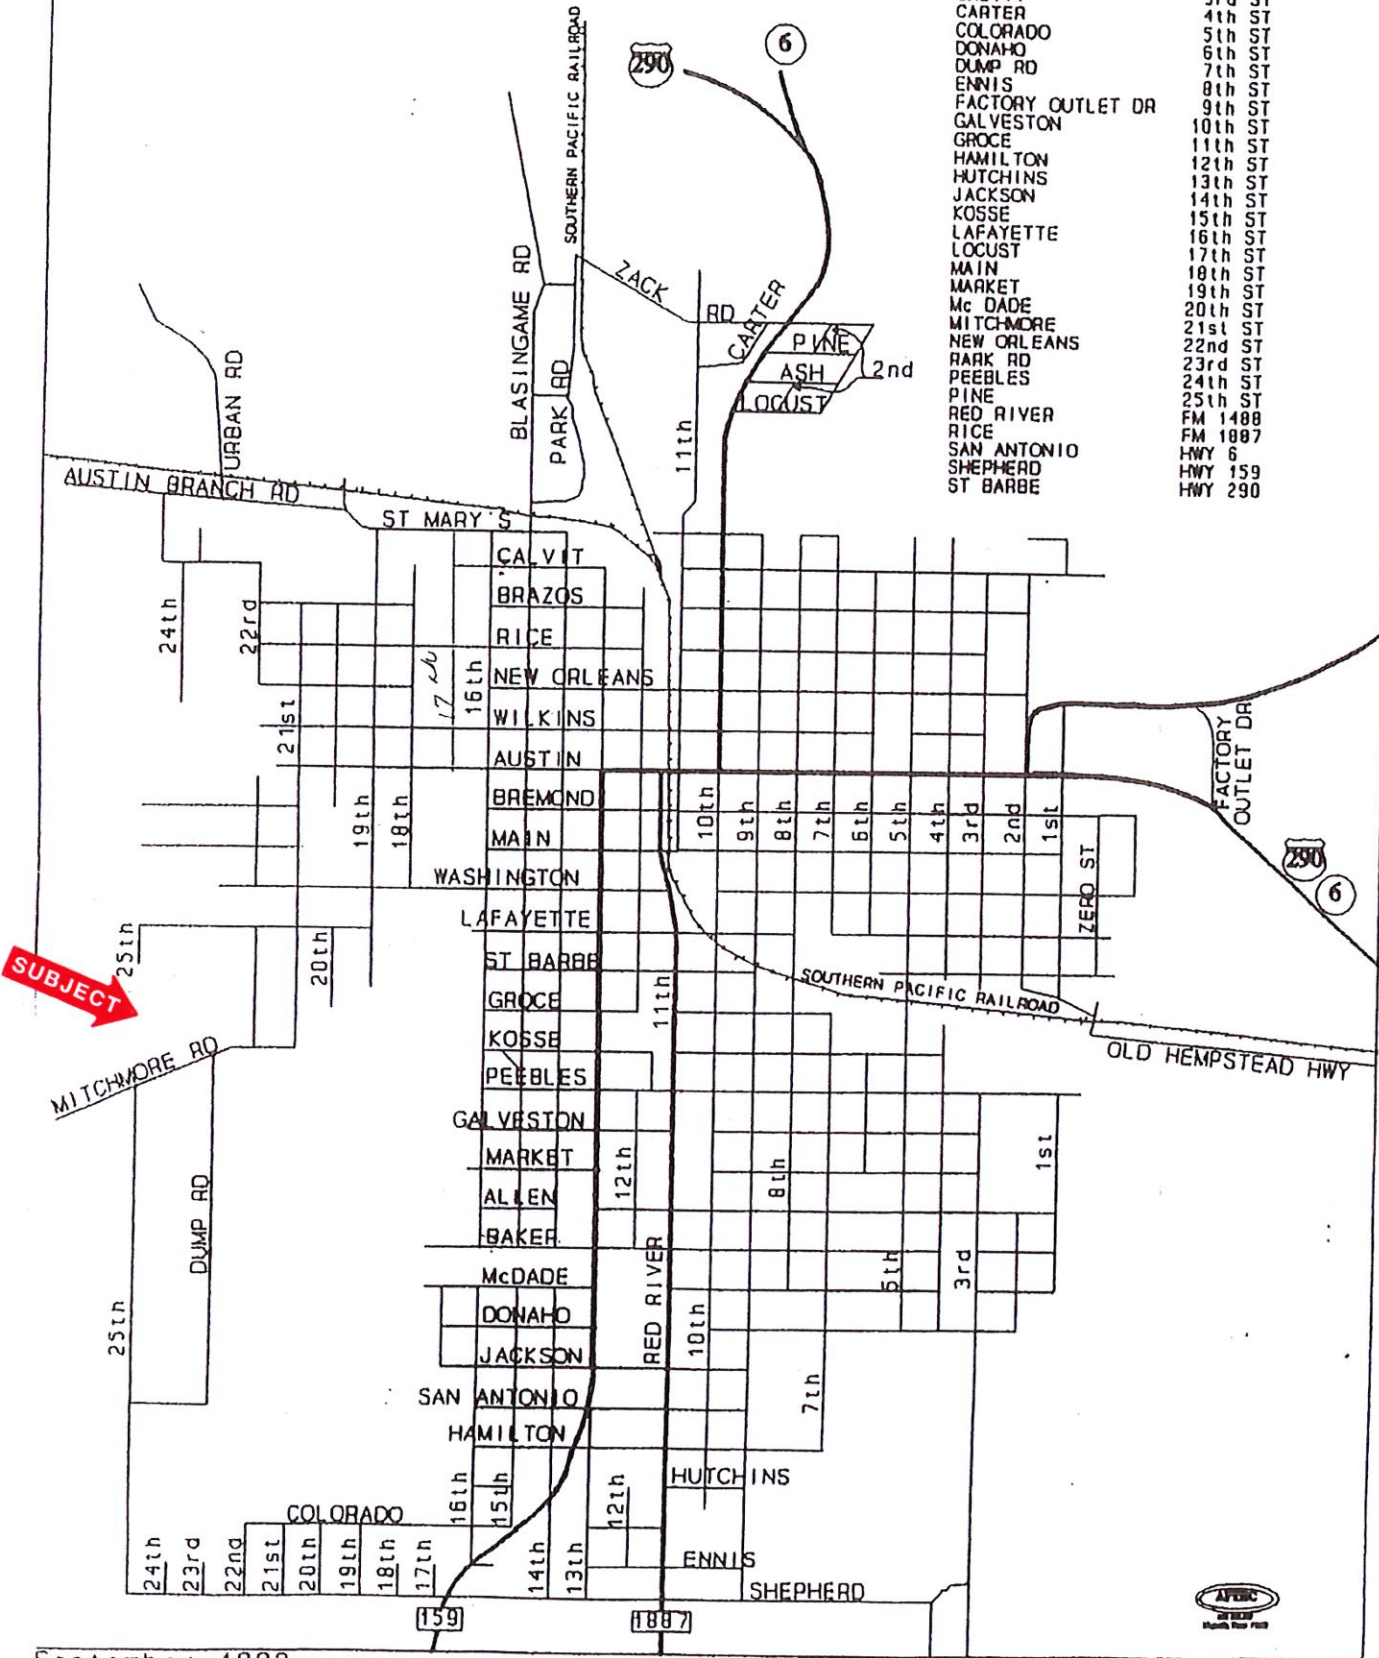 CARTER 4th ST
COLORADO 5th ST
DONAHO 6th ST
DUMP RD 7th ST
ENNIS 8th ST
FACTORY OUTLET DR 9th ST
GALVESTON 10th ST
GROCE 11th ST
HAMILTON 12th ST
HUTCHINS 13th ST
JACKSON 14th ST
KOSSE 15th ST
LAFAYETTE 16th ST
LOCUST 17th ST
MAIN 18th ST
MARKET 19th ST
Mc DADE 20th ST
MITCHMORE 21st ST
NEW ORLEANS 22nd ST
RARK RD 23rd ST
PEEBLES 24th ST
PINE 25th ST
RED RIVER FM 1488
RICE FM 1887
SAN ANTONIO HWY 6
SHEPHERD HWY 159
ST BARBE HWY 290
290
6
SOUTHERN PACIFIC RAILROAD
ZACK RD
CARTER
PINE
ASH
LOCUST
2nd
BLASINGAME RD
PARK RD
URBAN RD
11th
AUSTIN BRANCH RD
ST MARY'S
CALVIT
BRAZOS
RICE
NEW ORLEANS
WILKINS
AUSTIN
24th
22rd
21st
17 th
16th
FACTORY
OUTLET DR
BREMOND
MAIN
WASHINGTON
LAFAYETTE
ST BARBE
GROCE
KOSSE
PEEBLES
GALVESTON
MARKET
ALLEN
BAKER
McDADE
DONAHO
JACKSON
SAN ANTONIO
HAMILTON
19th
18th
10th
9th
8th
7th
6th
5th
4th
3rd
2nd
1st
ZERO ST
290
6
25th
20th
11th
SUBJECT
SOUTHERN PACIFIC RAILROAD
OLD HEMPSTEAD HWY
MITCHMORE RD
DUMP RD
25th
12th
8th
1st
RED RIVER
10th
5th
3rd
7th
HUTCHINS
16th
15th
12th
COLORADO
24th
23rd
22nd
21st
20th
19th
18th
17th
14th
13th
ENNIS
SHEPHERD
159
1887